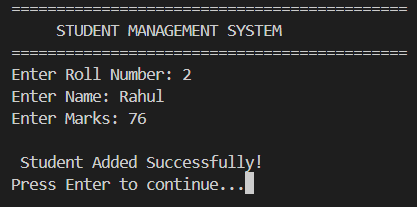 ============================================
STUDENT MANAGEMENT SYSTEM
============================================
Enter Roll Number: 2
Enter Name: Rahul
Enter Marks: 76
Student Added Successfully!
Press Enter to continue...